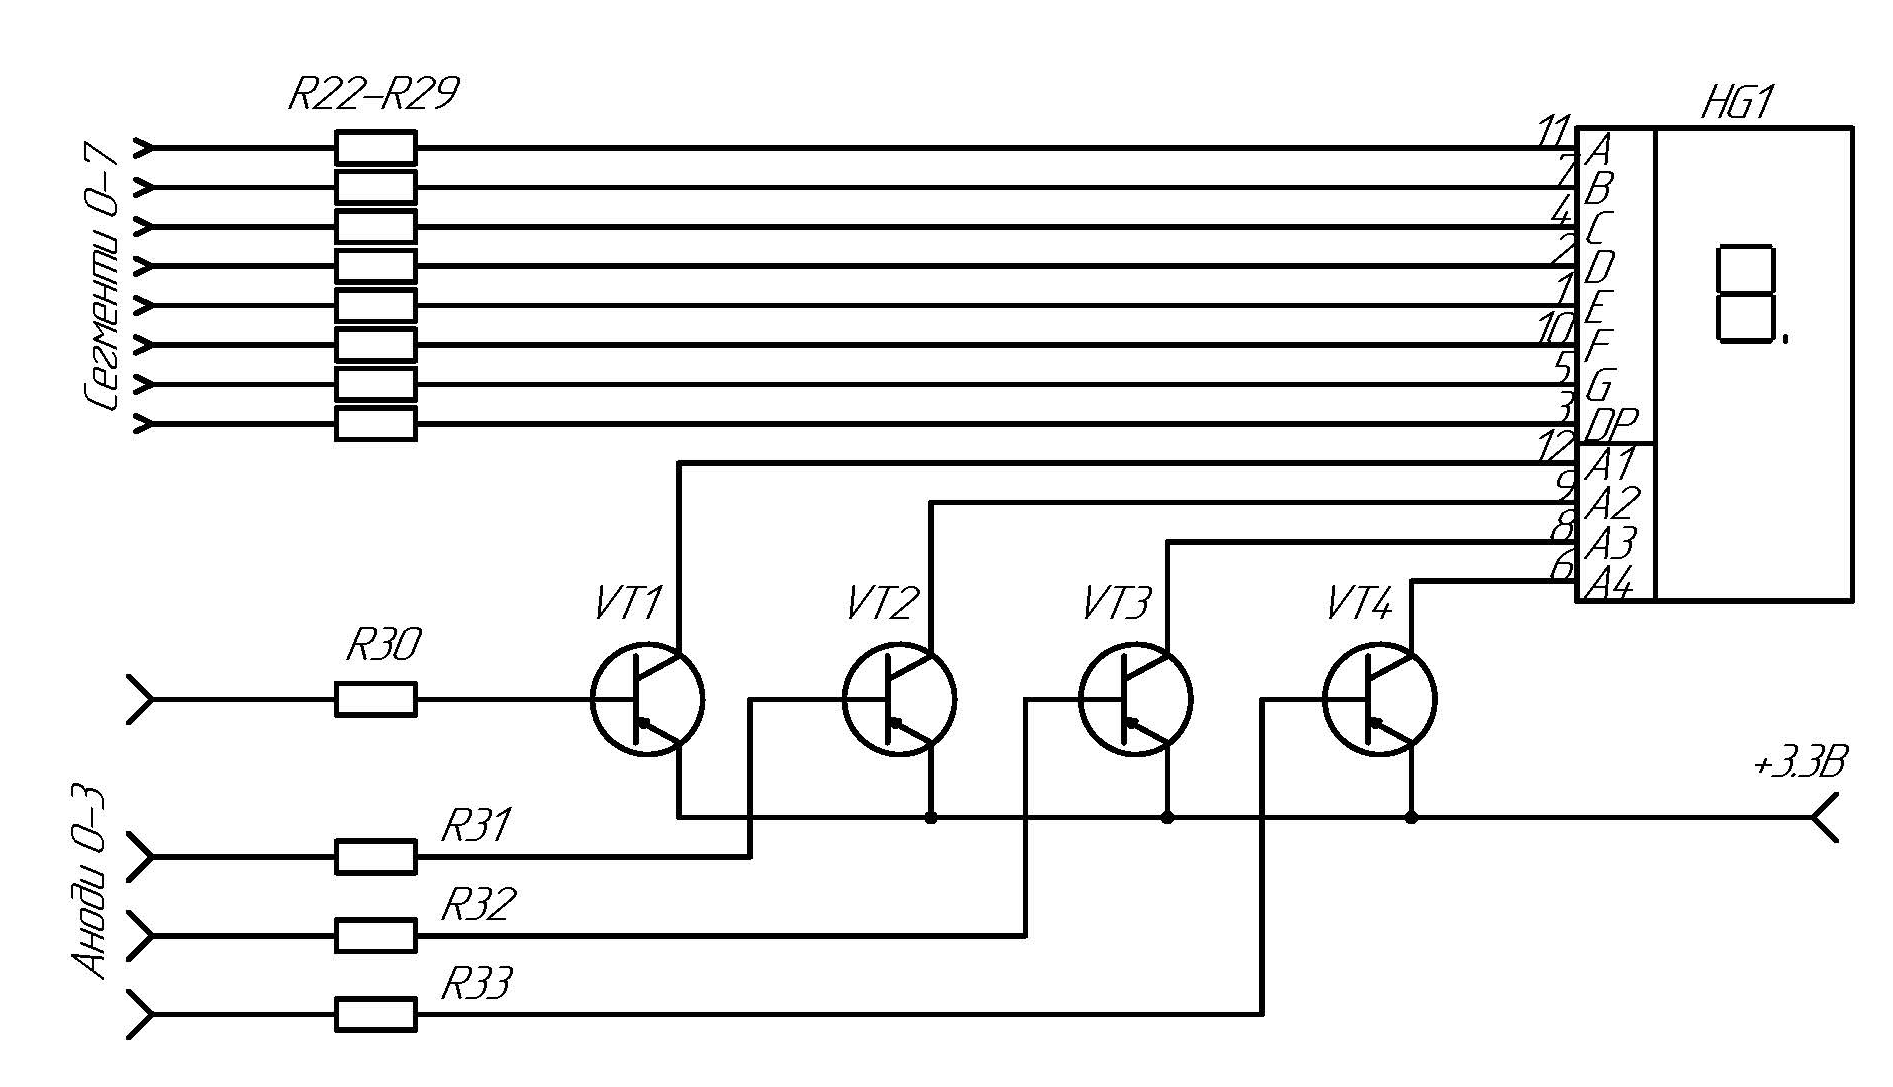 R22-R29
HG1
Сегменти 0-7
11 A
7 B
4 C
2 D
1 E
10 F
5 G
3 DP
12 A1
9 A2
8 A3
6 A4
VT1
VT2
VT3
VT4
R30
+3.3В
Аноди 0-3
R31
R32
R33